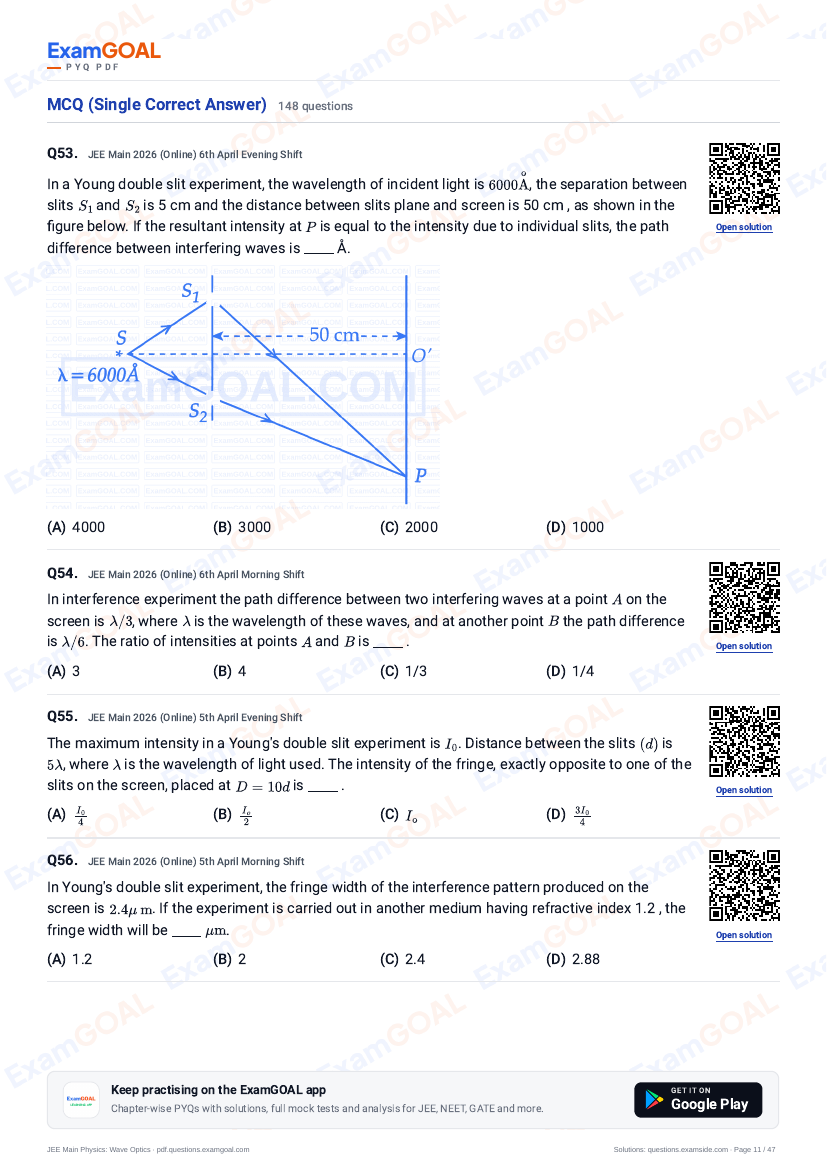 ExamGOAL
PYQ PDF
MCQ (Single Correct Answer) 148 questions
Q53. JEE Main 2026 (Online) 6th April Evening Shift
In a Young double slit experiment, the wavelength of incident light is 6000Å, the separation between
slits S₁ and S₂ is 5 cm and the distance between slits plane and screen is 50 cm , as shown in the
figure below. If the resultant intensity at P is equal to the intensity due to individual slits, the path
difference between interfering waves is ____ Å.
Open solution
S₁
50 cm
S
O′
λ = 6000Å
ExamGOAL.COM
S₂
P
(A) 4000 (B) 3000 (C) 2000 (D) 1000
Q54. JEE Main 2026 (Online) 6th April Morning Shift
In interference experiment the path difference between two interfering waves at a point A on the
screen is λ/3, where λ is the wavelength of these waves, and at another point B the path difference
is λ/6. The ratio of intensities at points A and B is ____ .
Open solution
(A) 3 (B) 4 (C) 1/3 (D) 1/4
Q55. JEE Main 2026 (Online) 5th April Evening Shift
The maximum intensity in a Young's double slit experiment is I₀. Distance between the slits (d) is
5λ, where λ is the wavelength of light used. The intensity of the fringe, exactly opposite to one of the
slits on the screen, placed at D = 10d is ____ .
Open solution
(A) I₀/4 (B) Iₒ/2 (C) Iₒ (D) 3I₀/4
Q56. JEE Main 2026 (Online) 5th April Morning Shift
In Young's double slit experiment, the fringe width of the interference pattern produced on the
screen is 2.4μ m. If the experiment is carried out in another medium having refractive index 1.2 , the
fringe width will be ____ μm.
Open solution
(A) 1.2 (B) 2 (C) 2.4 (D) 2.88
ExamGOAL
Keep practising on the ExamGOAL app
Chapter-wise PYQs with solutions, full mock tests and analysis for JEE, NEET, GATE and more.
GET IT ON
Google Play
JEE Main Physics: Wave Optics · pdf.questions.examgoal.com
Solutions: questions.examside.com · Page 11 / 47